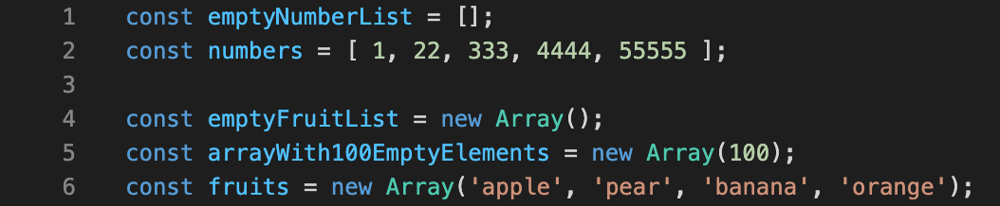 1 const emptyNumberList = [];
2 const numbers = [ 1, 22, 333, 4444, 55555 ];
3
4 const emptyFruitList = new Array();
5 const arrayWith100EmptyElements = new Array(100);
6 const fruits = new Array('apple', 'pear', 'banana', 'orange');